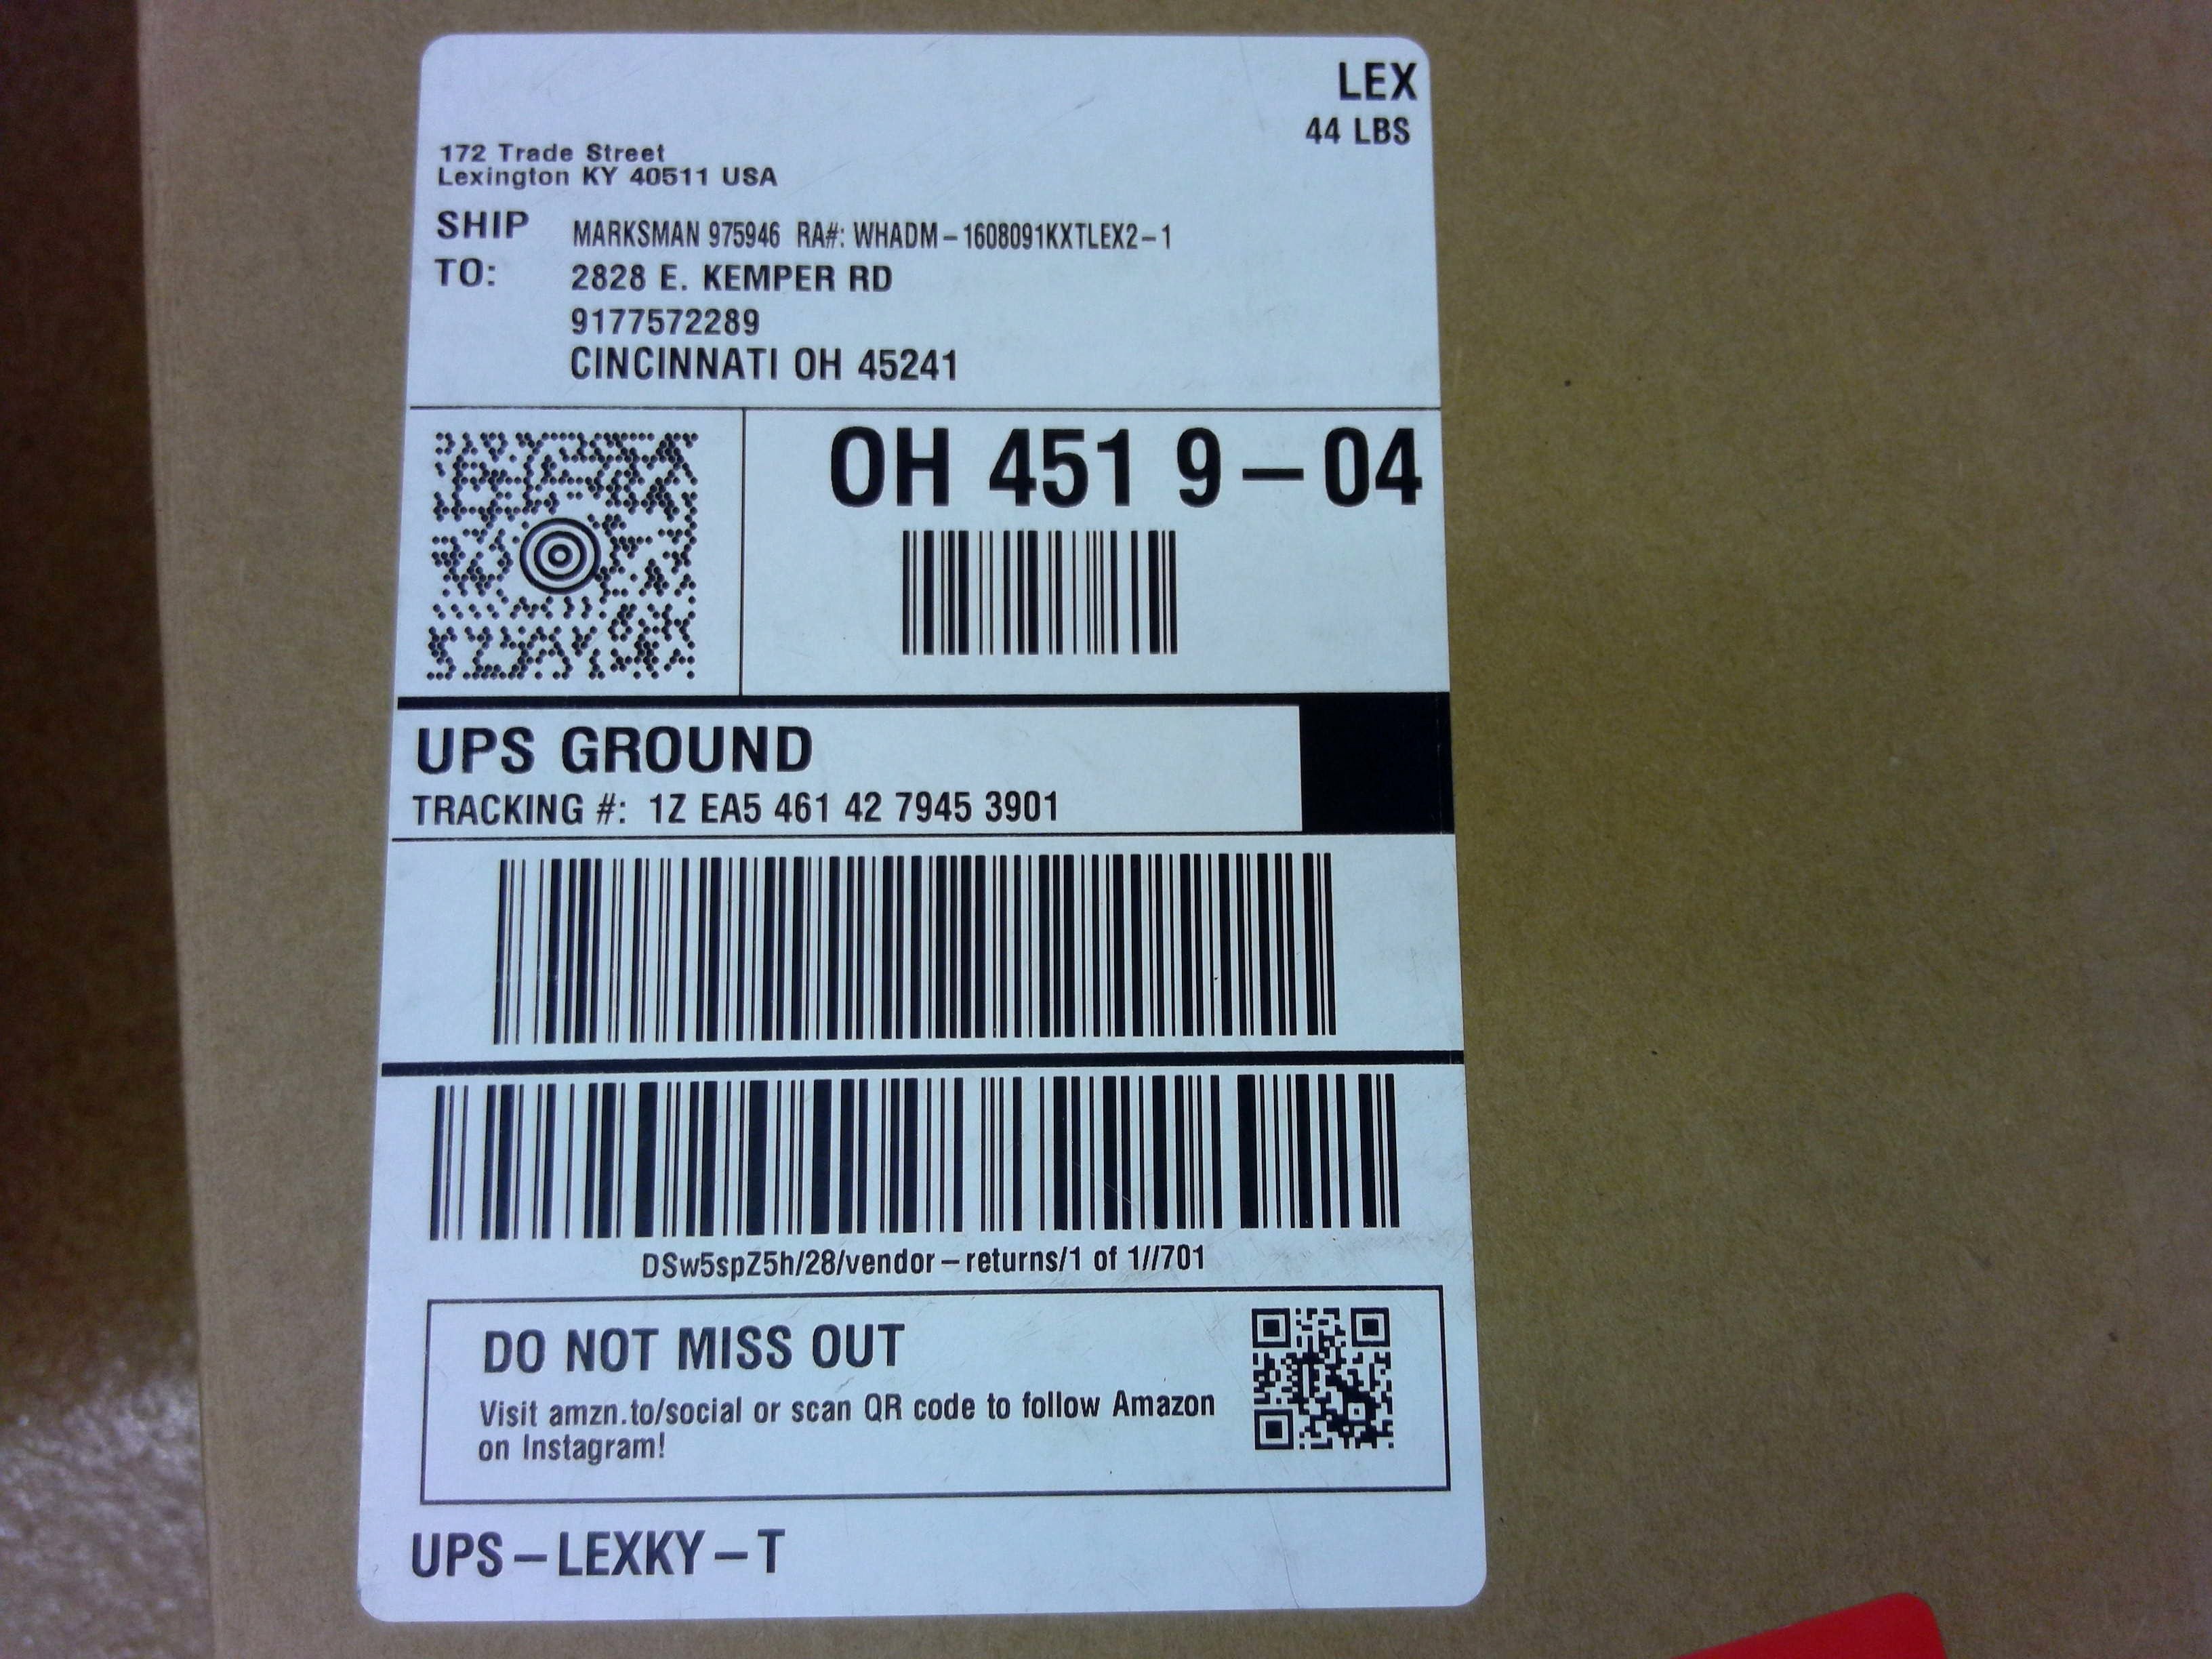 LEX
44 LBS
172 Trade Street
Lexington KY 40511 USA
SHIP TO:
MARKSMAN 975946 RA#: WHADM-1608091KXTLEX2-1
2828 E. KEMPER RD
9177572289
CINCINNATI OH 45241
OH 451 9-04
UPS GROUND
TRACKING #: 1Z EA5 461 42 7945 3901
DSw5spZ5h/28/vendor-returns/1 of 1//701
DO NOT MISS OUT
Visit amzn.to/social or scan QR code to follow Amazon
on Instagram!
UPS-LEXKY-T